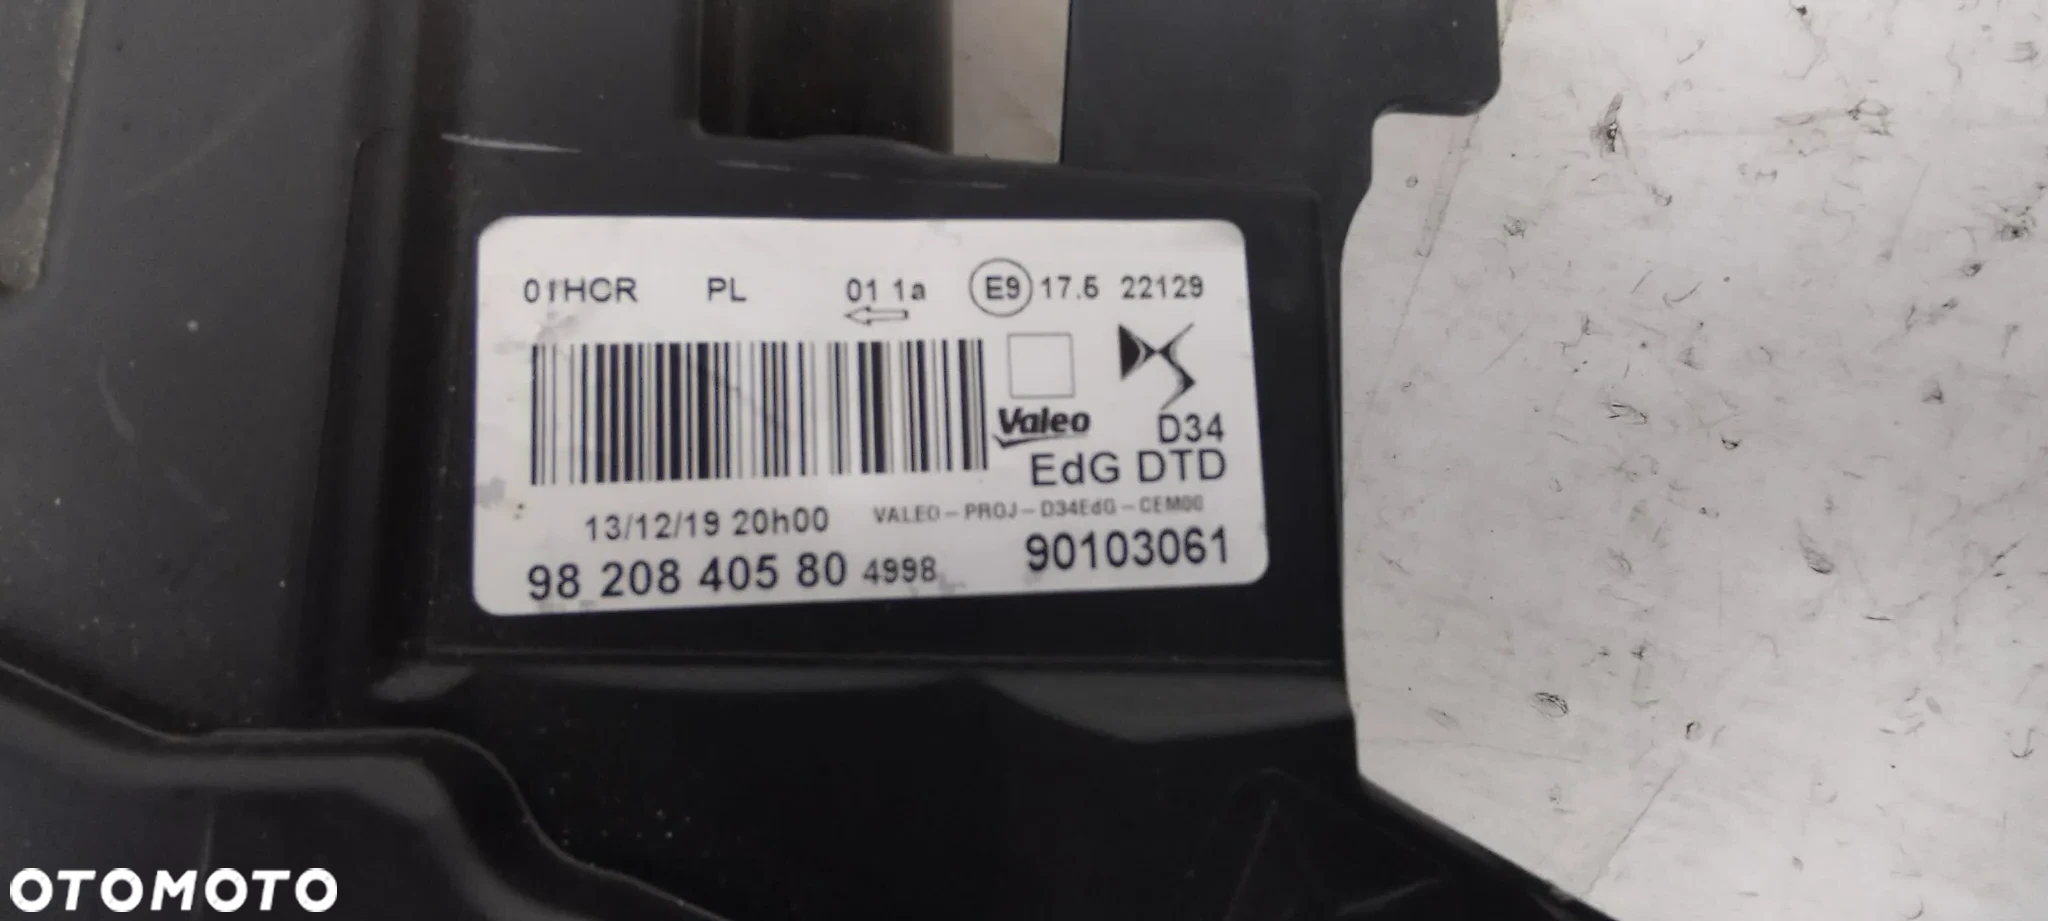 01HCR PL 01 1a E9 17.5 22129
Valeo
D34
EdG DTD
13/12/19 20h00 VALEO-PROJ-D34EdG-CEM00
98 208 405 80 4998 90103061
OTOMOTO